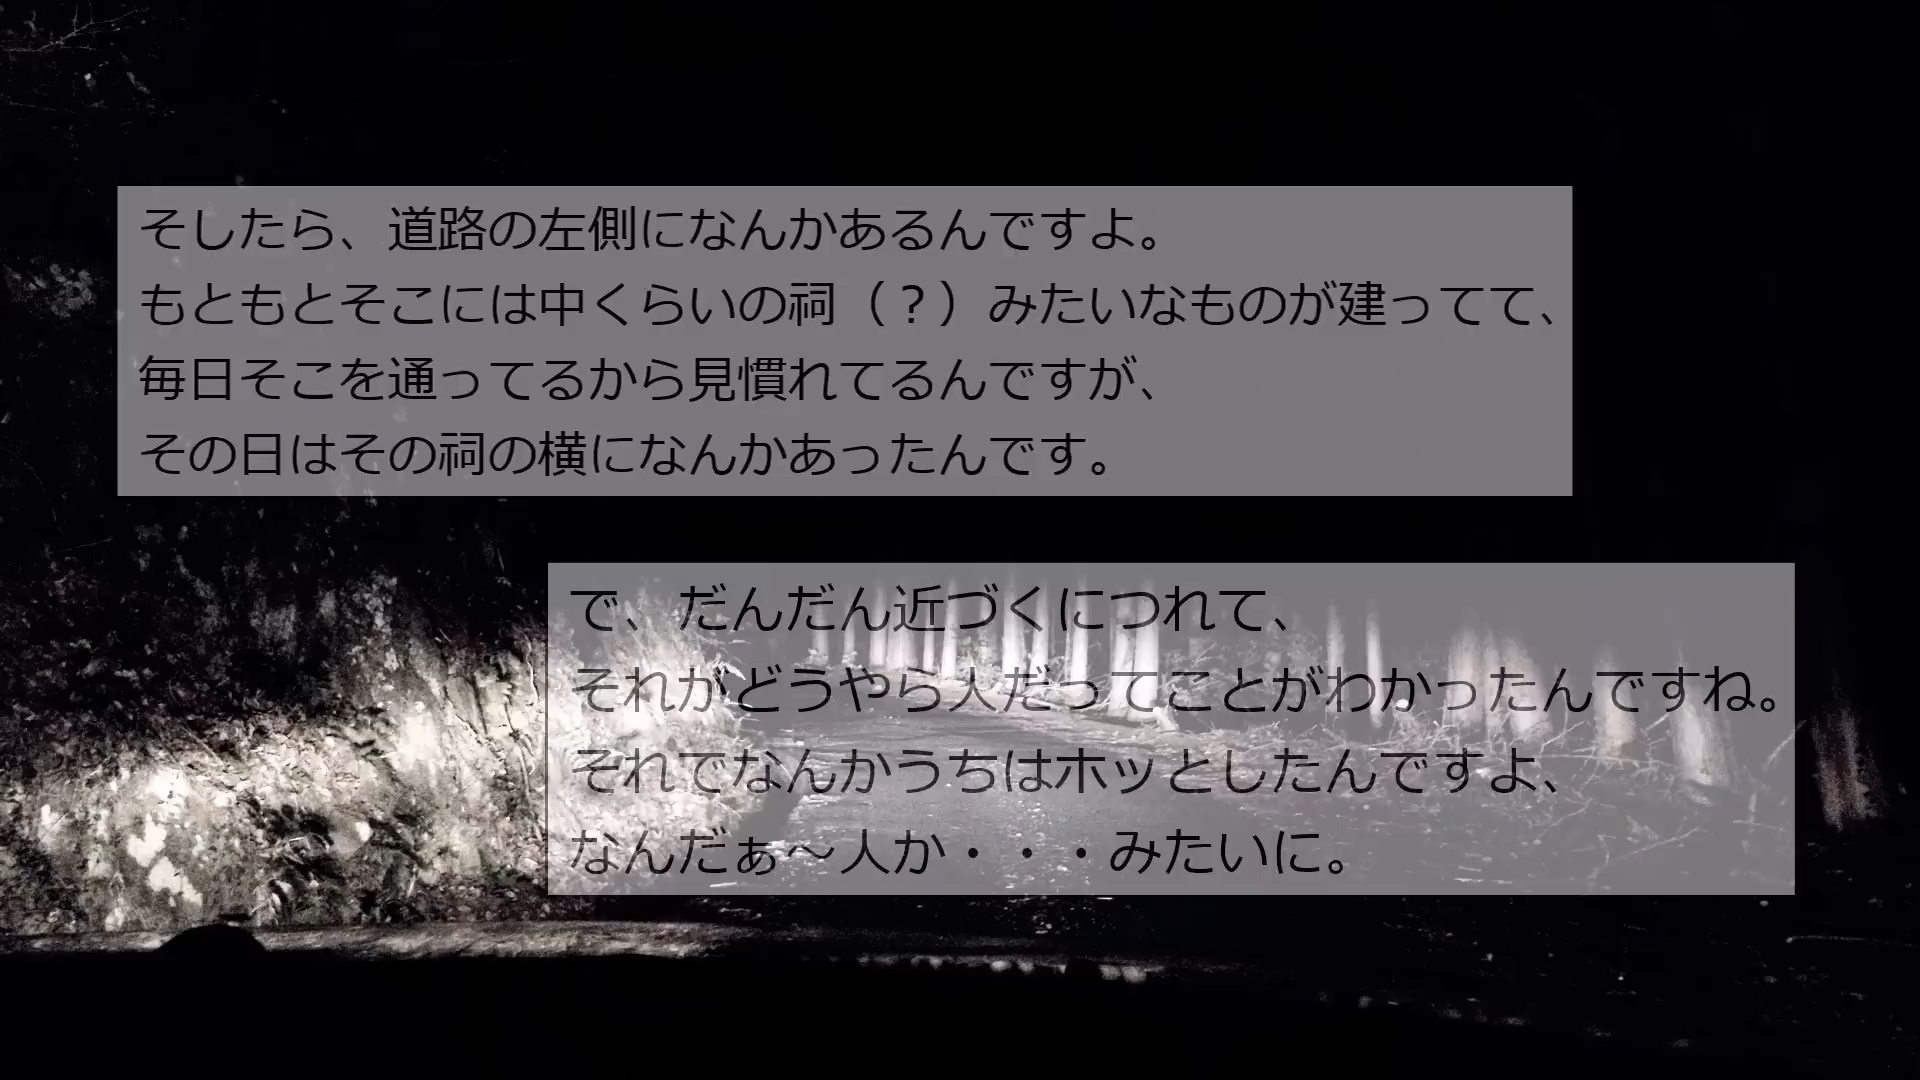 そしたら、道路の左側になんかあるんですよ。
もともとそこには中くらいの祠（？）みたいなものが建ってて、
毎日そこを通ってるから見慣れてるんですが、
その日はその祠の横になんかあったんです。
で、だんだん近づくにつれて、
それがどうやら人だってことがわかったんですね。
それでなんかうちはホッとしたんですよ、
なんだぁ～人か・・・みたいに。